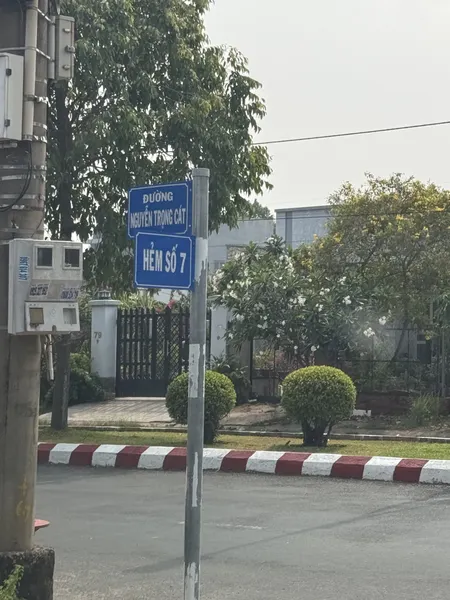 ĐƯỜNG
NGUYỄN TRỌNG CÁT
HẺM SỐ 7